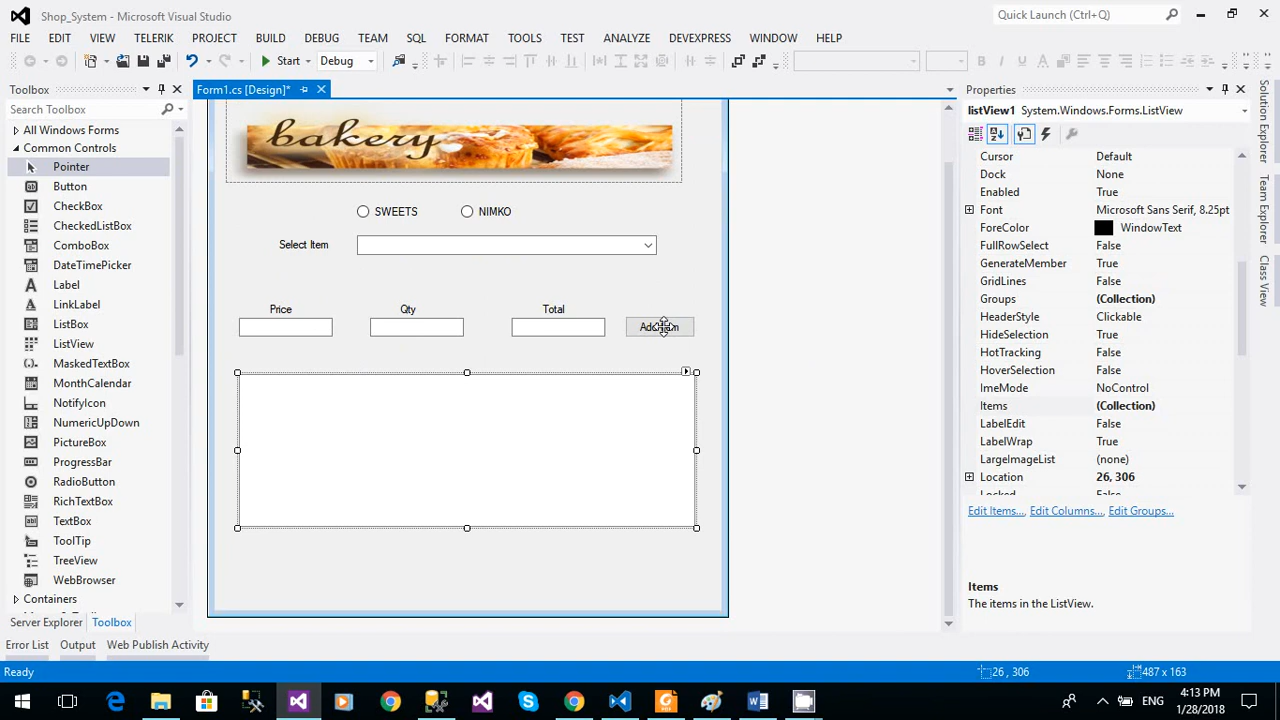 Shop_System - Microsoft Visual Studio
Quick Launch (Ctrl+Q)
FILE EDIT VIEW TELERIK PROJECT BUILD DEBUG TEAM SQL FORMAT TOOLS TEST ANALYZE DEVEXPRESS WINDOW HELP
Start Debug
Toolbox
Form1.cs [Design]*
Properties
Search Toolbox
listView1 System.Windows.Forms.ListView
All Windows Forms
Common Controls
Pointer
Button
CheckBox
CheckedListBox
ComboBox
DateTimePicker
Label
LinkLabel
ListBox
ListView
MaskedTextBox
MonthCalendar
NotifyIcon
NumericUpDown
PictureBox
ProgressBar
RadioButton
RichTextBox
TextBox
ToolTip
TreeView
WebBrowser
Containers
Server Explorer Toolbox
bakery
SWEETS NIMKO
Select Item
Price Qty Total
Cursor Default
Dock None
Enabled True
Font Microsoft Sans Serif, 8.25pt
ForeColor WindowText
FullRowSelect False
GenerateMember True
GridLines False
Groups (Collection)
HeaderStyle Clickable
HideSelection True
HotTracking False
HoverSelection False
ImeMode NoControl
Items (Collection)
LabelEdit False
LabelWrap True
LargeImageList (none)
Location 26, 306
Locked False
Edit Items..., Edit Columns..., Edit Groups...,
Items
The items in the ListView.
Solution Explorer
Team Explorer
Class View
Error List Output Web Publish Activity
Ready
26 , 306
487 x 163
ENG
4:13 PM
1/28/2018